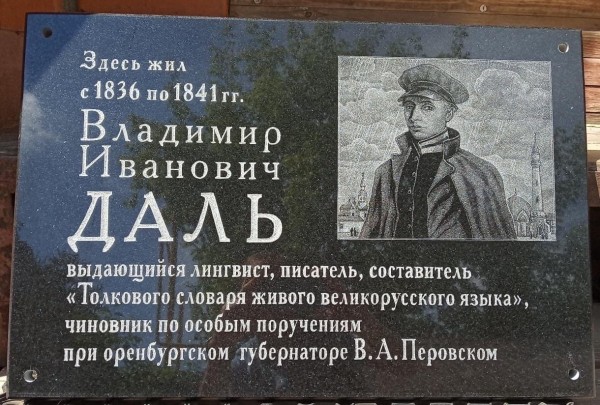 Здесь жил
с 1836 по 1841 гг.
Владимир
Иванович
ДАЛЬ
выдающийся лингвист, писатель, составитель
«Толкового словаря живого великорусского языка»,
чиновник по особым поручениям
при оренбургском губернаторе В.А.Перовском